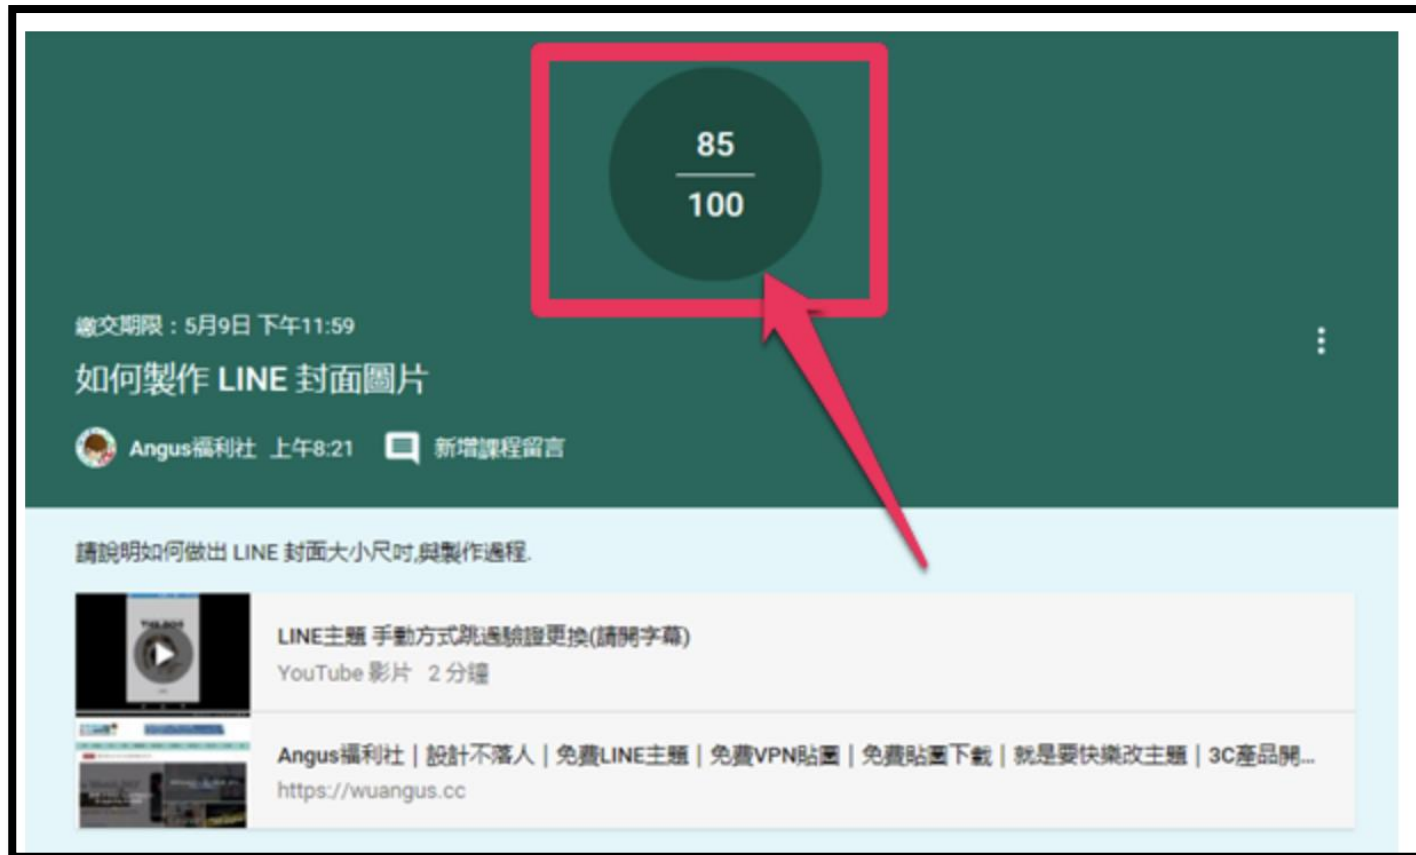 85
100
繳交期限：5月9日 下午11:59
如何製作 LINE 封面圖片
Angus福利社 上午8:21 新增課程留言
請說明如何做出 LINE 封面大小尺吋,與製作過程.
LINE主題 手動方式跳過驗證更換(請開字幕)
YouTube 影片 2 分鐘
Angus福利社 | 設計不落人 | 免費LINE主題 | 免費VPN貼圖 | 免費貼圖下載 | 就是要快樂改主題 | 3C產品開...
https://wuangus.cc